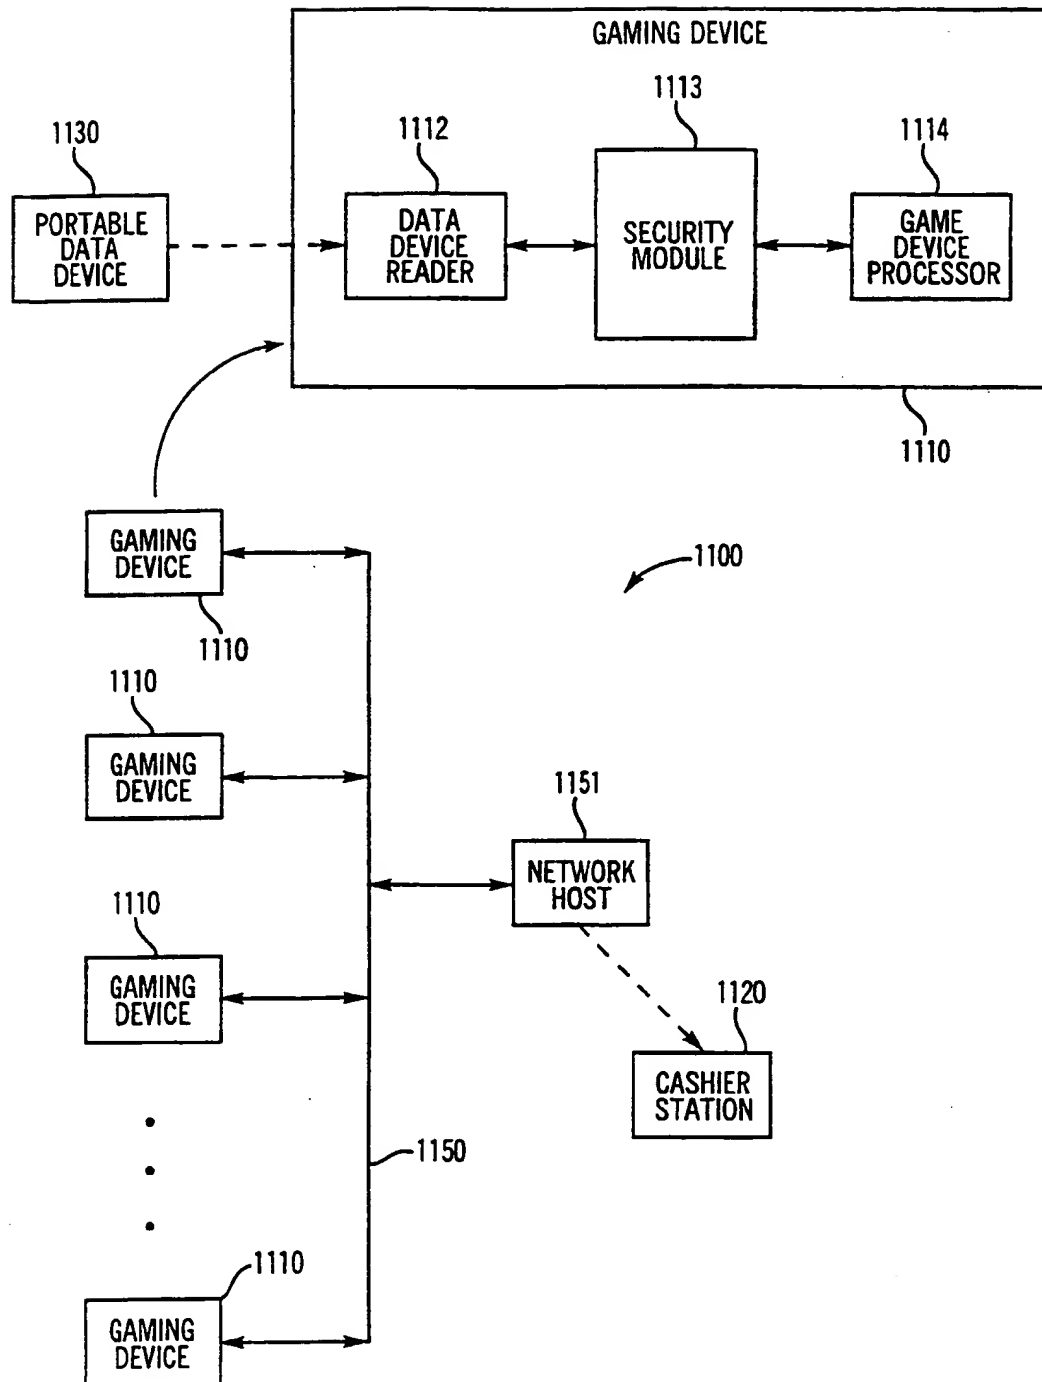 GAMING DEVICE
1130
1112
1113
1114
PORTABLE
DATA
DEVICE
DATA
DEVICE
READER
SECURITY
MODULE
GAME
DEVICE
PROCESSOR
1110
GAMING
DEVICE
1110
1100
1110
GAMING
DEVICE
1151
NETWORK
HOST
1110
GAMING
DEVICE
1120
CASHIER
STATION
1150
1110
GAMING
DEVICE